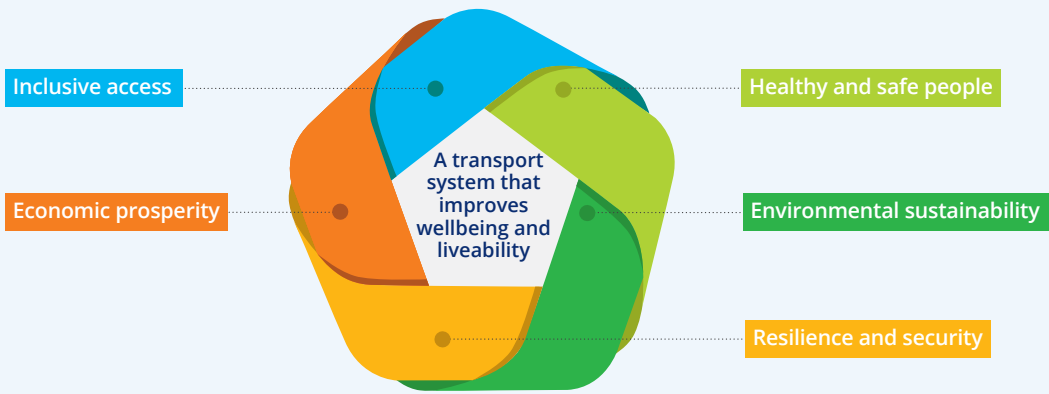 Inclusive access
Healthy and safe people
A transport
system that
improves
wellbeing and
liveability
Economic prosperity
Environmental sustainability
Resilience and security